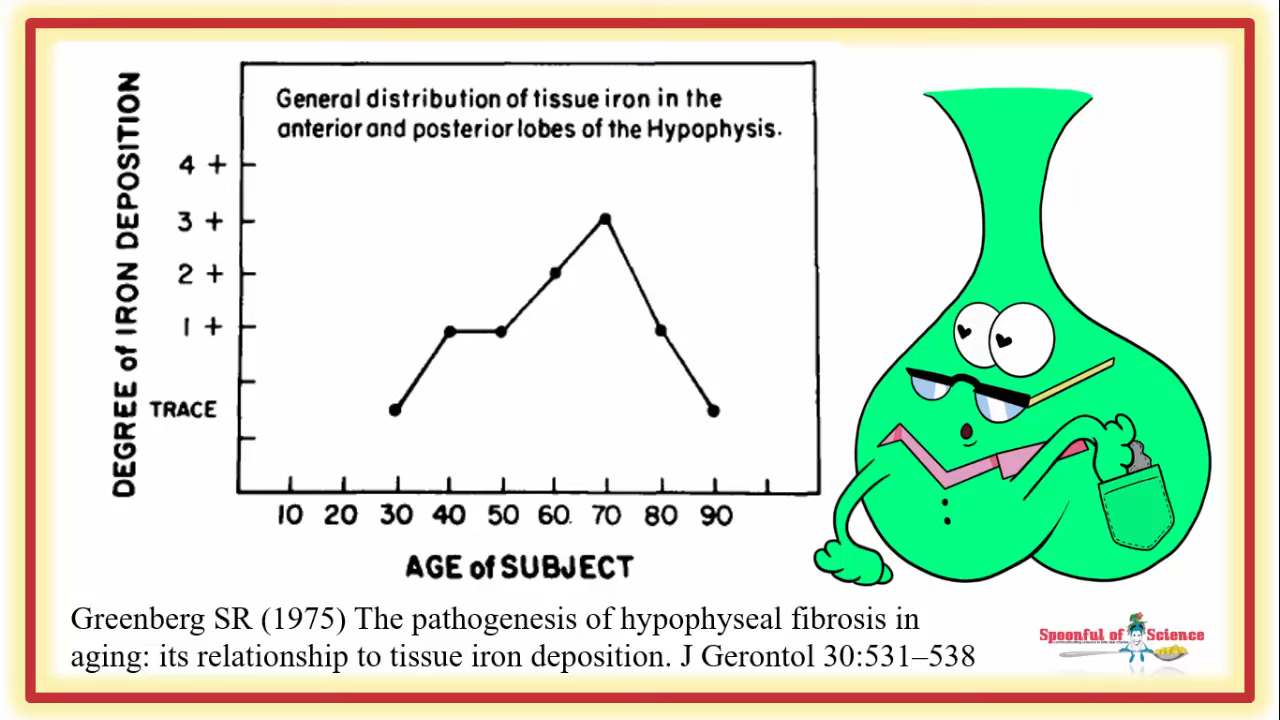 General distribution of tissue iron in the
anterior and posterior lobes of the Hypophysis.
DEGREE of IRON DEPOSITION
4 +
3 +
2 +
1 +
TRACE
10 20 30 40 50 60. 70 80 90
AGE of SUBJECT
Greenberg SR (1975) The pathogenesis of hypophyseal fibrosis in
aging: its relationship to tissue iron deposition. J Gerontol 30:531–538
Spoonful of Science